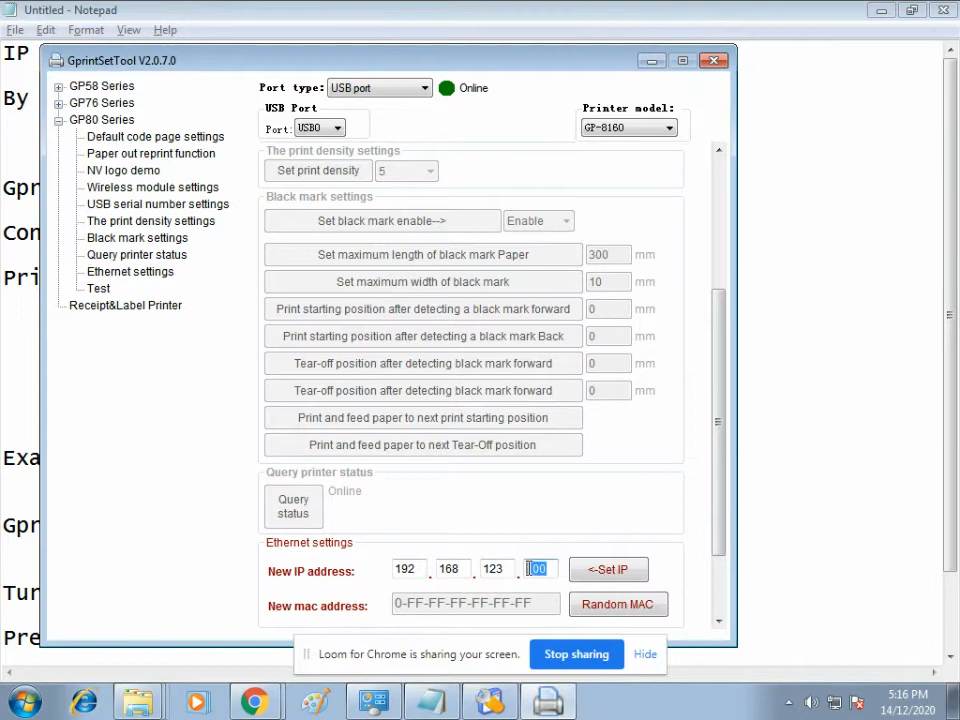 Untitled - Notepad
File Edit Format View Help
IP
By
Gpr
Con
Pri
Exa
Gpr
Tur
Pre
GprintSetTool V2.0.7.0
GP58 Series
GP76 Series
GP80 Series
Default code page settings
Paper out reprint function
NV logo demo
Wireless module settings
USB serial number settings
The print density settings
Black mark settings
Query printer status
Ethernet settings
Test
Receipt&Label Printer
Port type: USB port Online
USB Port
Port: USB0
Printer model:
GP-8160
The print density settings
Set print density 5
Black mark settings
Set black mark enable--> Enable
Set maximum length of black mark Paper 300 mm
Set maximum width of black mark 10 mm
Print starting position after detecting a black mark forward 0 mm
Print starting position after detecting a black mark Back 0 mm
Tear-off position after detecting black mark forward 0 mm
Tear-off position after detecting black mark forward 0 mm
Print and feed paper to next print starting position
Print and feed paper to next Tear-Off position
Query printer status
Query status
Online
Ethernet settings
New IP address: 192 . 168 . 123 . 00 <-Set IP
New mac address: 0-FF-FF-FF-FF-FF Random MAC
Loom for Chrome is sharing your screen. Stop sharing Hide
5:16 PM
14/12/2020